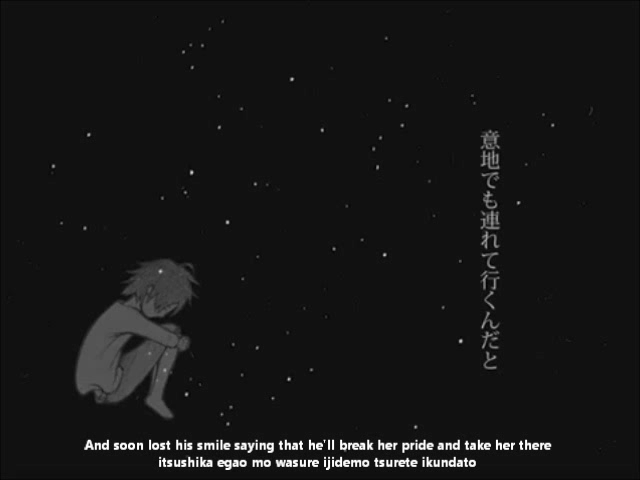 意地でも連れて行くんだと
And soon lost his smile saying that he'll break her pride and take her there
itsushika egao mo wasure ijidemo tsurete ikundato